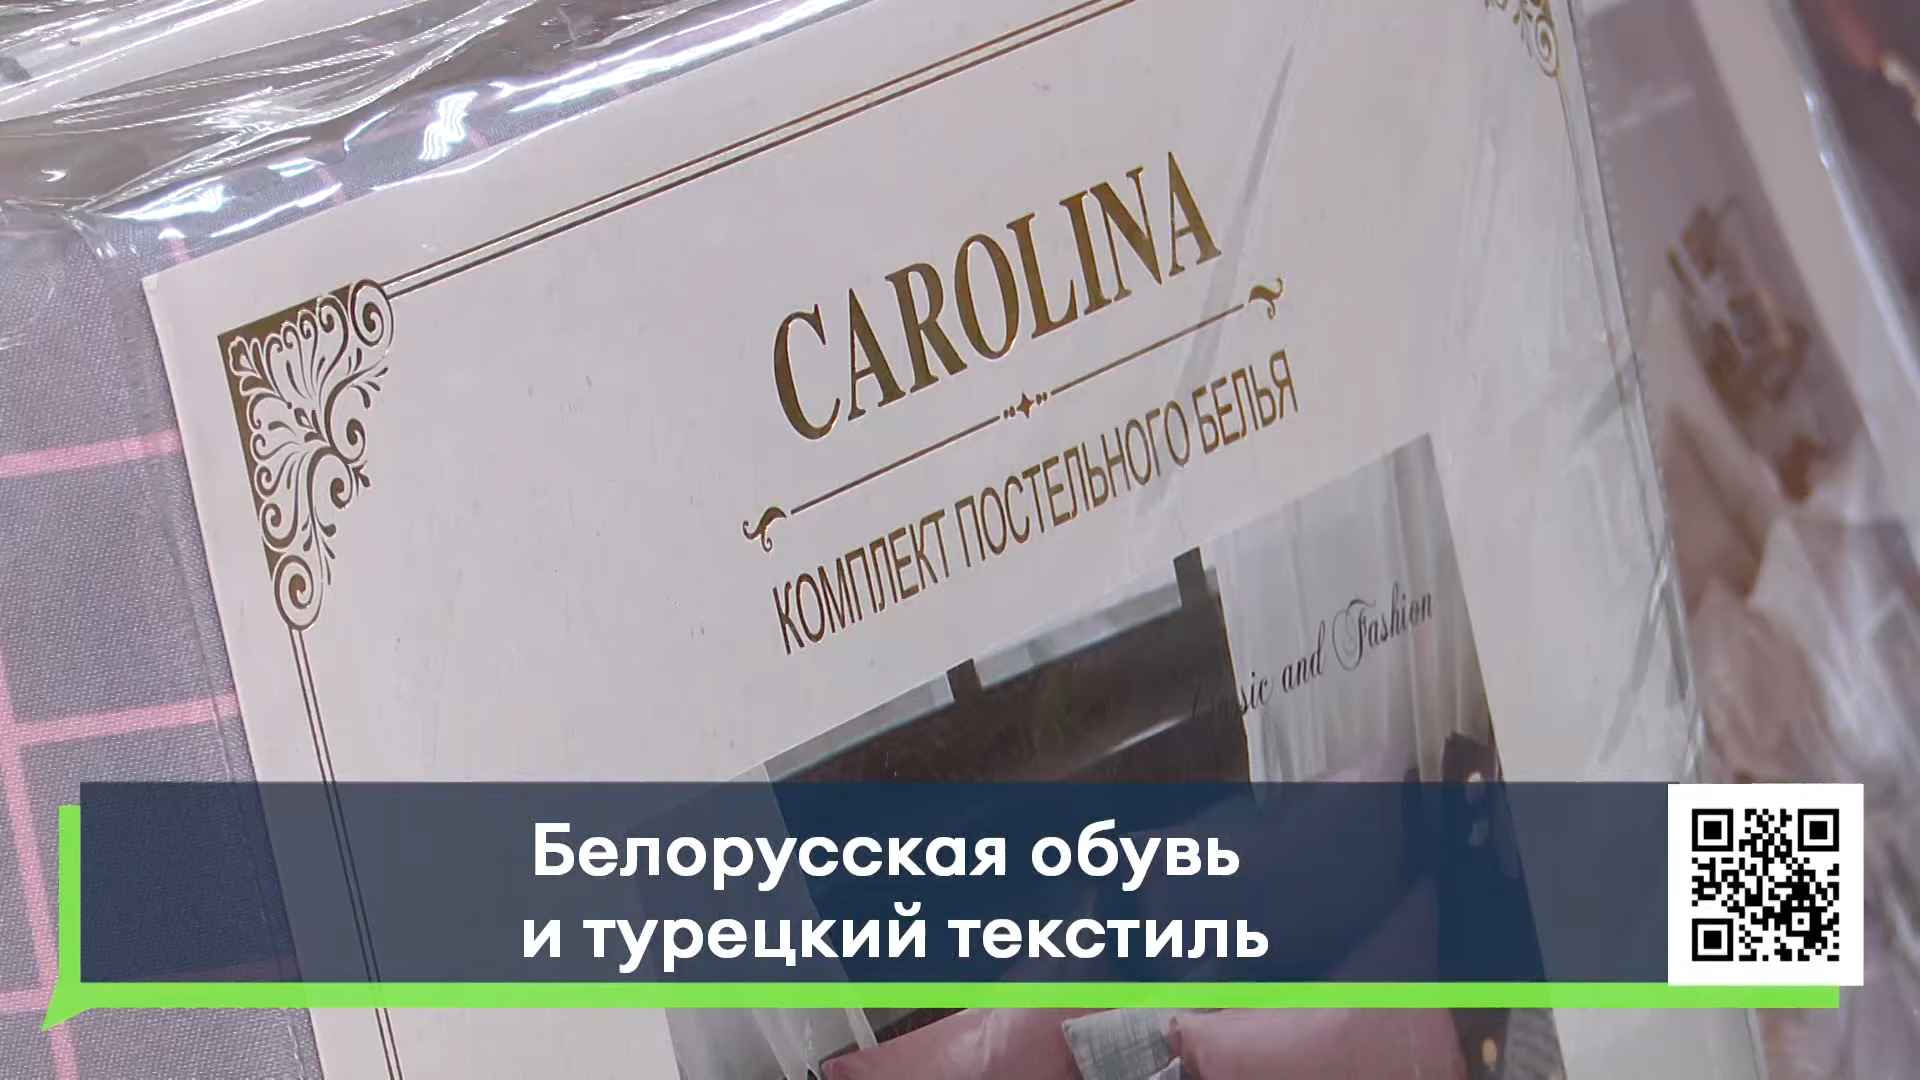 CAROLINA
КОМПЛЕКТ ПОСТЕЛЬНОГО БЕЛЬЯ
and Fashion
Белорусская обувь
и турецкий текстиль